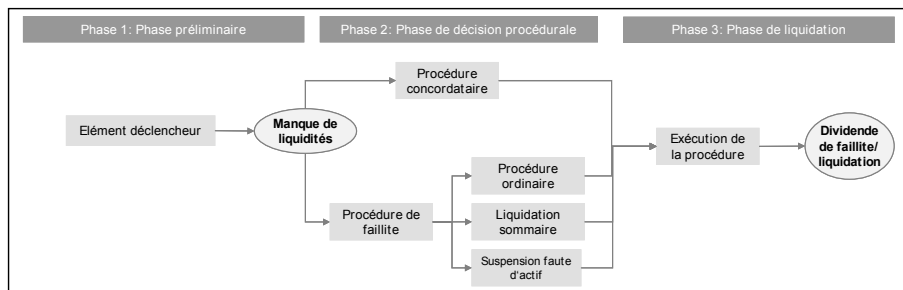 Phase 1: Phase préliminaire
Phase 2: Phase de décision procédurale
Phase 3: Phase de liquidation
Elément déclencheur
Manque de
liquidités
Procédure
concordataire
Procédure de
faillite
Procédure
ordinaire
Liquidation
sommaire
Suspension faute
d'actif
Exécution de
la procédure
Dividende
de faillite/
liquidation